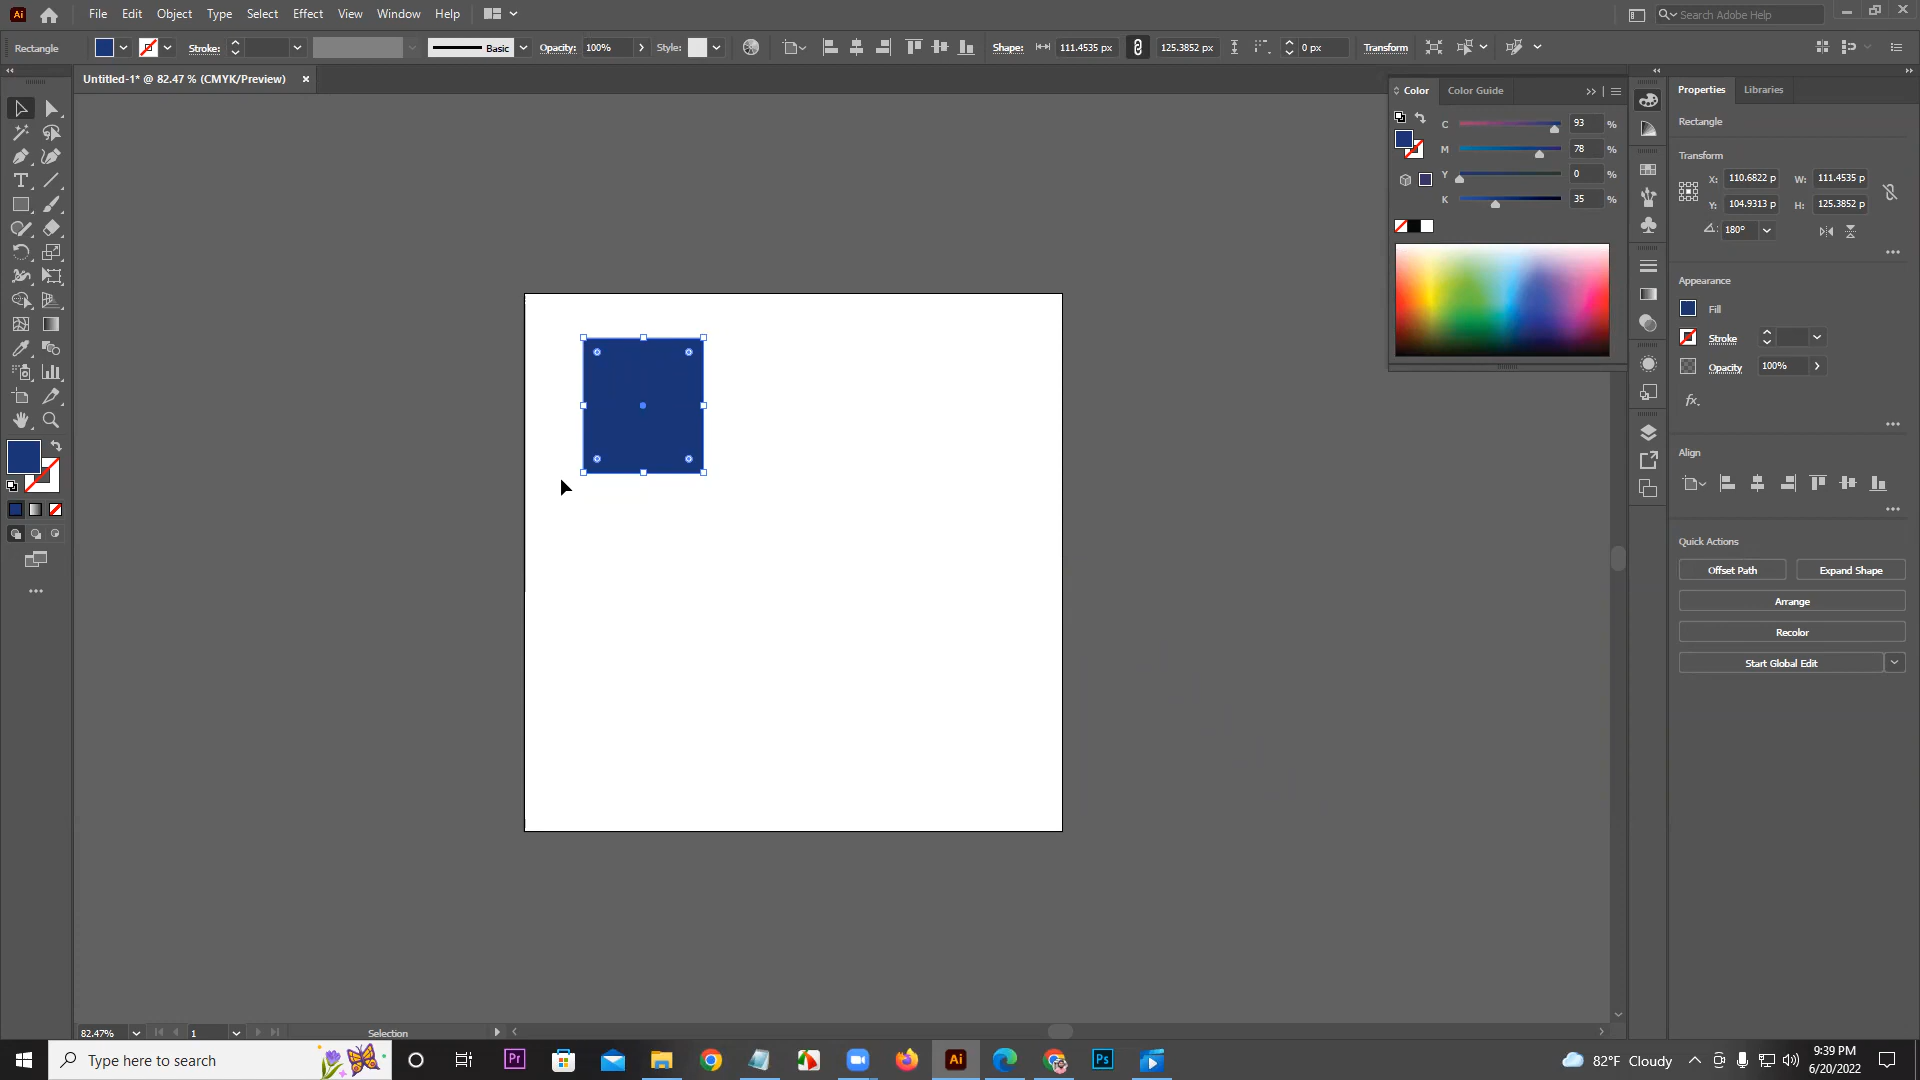 Ai File Edit Type Object Select Effect View Window Help Search Adobe Help
Rectangle Stroke: Basic Opacity: 100% Style: Shape: 111.4535 px 125.3852 px 0 px Transform
Untitled-1* @ 82.47 % (CMYK/Preview)
Color Color Guide
C 93 %
M 78 %
Y 0 %
K 35 %
Properties Libraries
Rectangle
Transform
X: 110.6822 p W: 111.4535 p
Y: 104.9313 p H: 125.3852 p
180°
Appearance
Fill
Stroke
Opacity 100%
fx.
Align
Quick Actions
Offset Path Expand Shape
Arrange
Recolor
Start Global Edit
82.47% 1 Selection
Type here to search Pr Ai Ps 82°F Cloudy 9:39 PM
6/20/2022